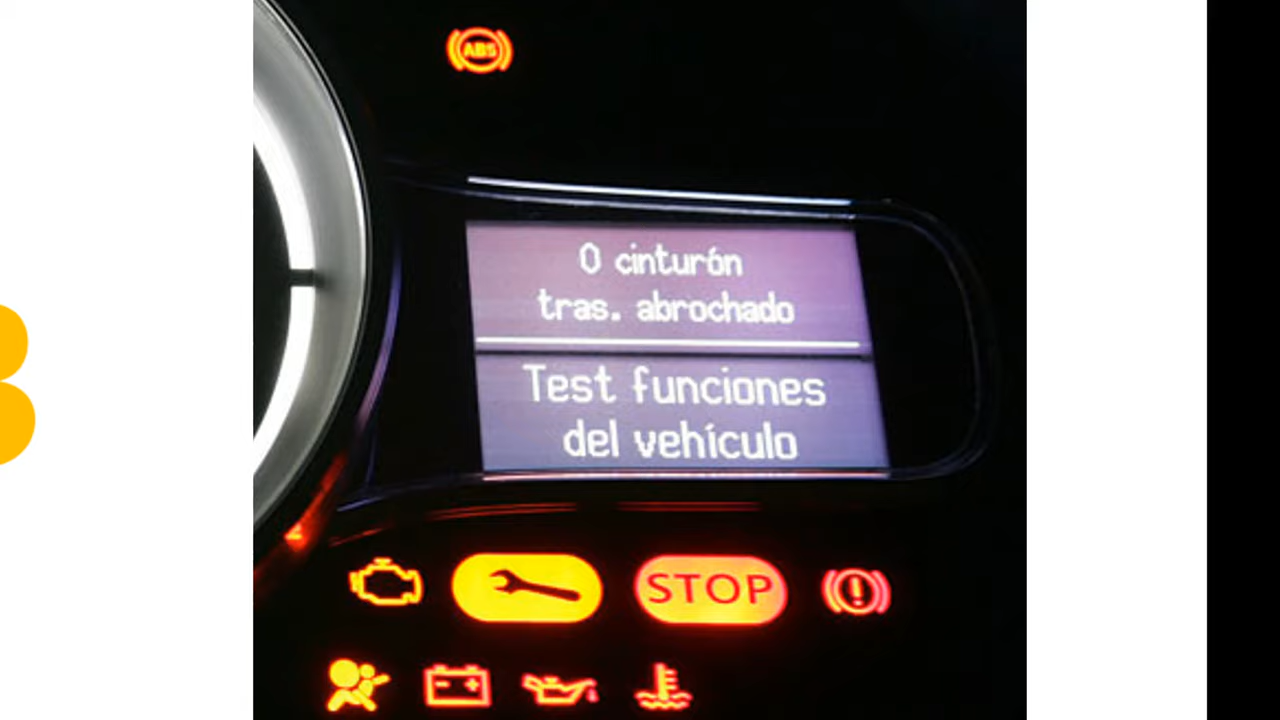 ABS
0 cinturón
tras. abrochado
Test funciones
del vehículo
STOP